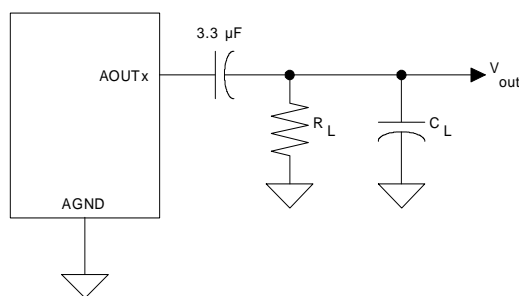 3.3 µF
AOUTx
V out
R L
C L
AGND